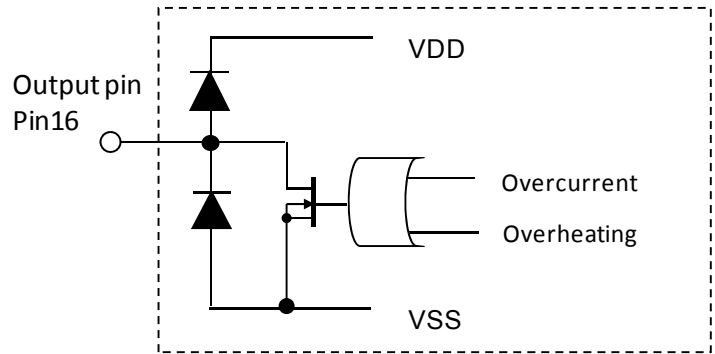 VDD
Output pin
Pin16
Overcurrent
Overheating
VSS